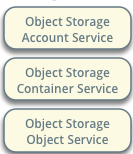 Object Storage
Account Service
Object Storage
Container Service
Object Storage
Object Service